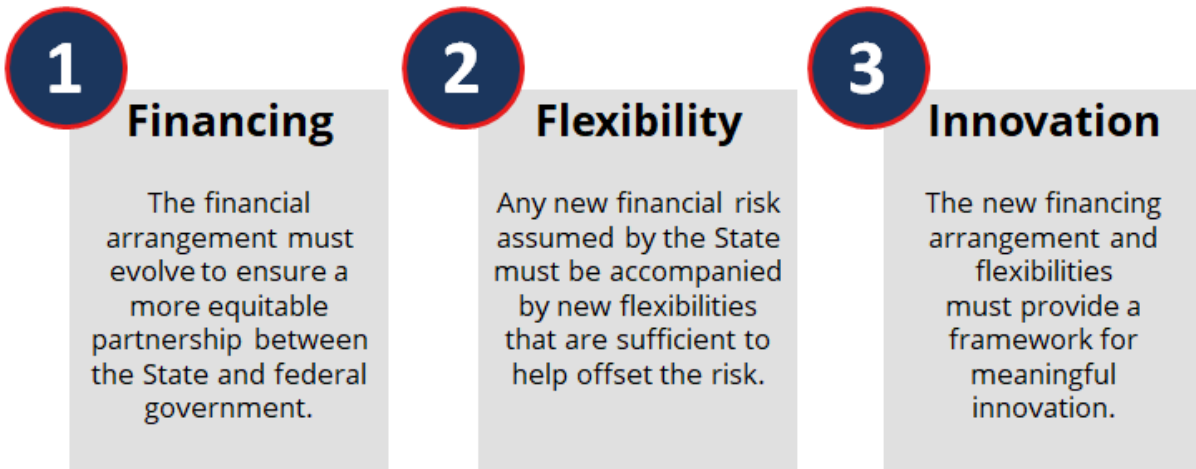 1
Financing
The financial
arrangement must
evolve to ensure a
more equitable
partnership between
the State and federal
government.
2
Flexibility
Any new financial risk
assumed by the State
must be accompanied
by new flexibilities
that are sufficient to
help offset the risk.
3
Innovation
The new financing
arrangement and
flexibilities
must provide a
framework for
meaningful
innovation.